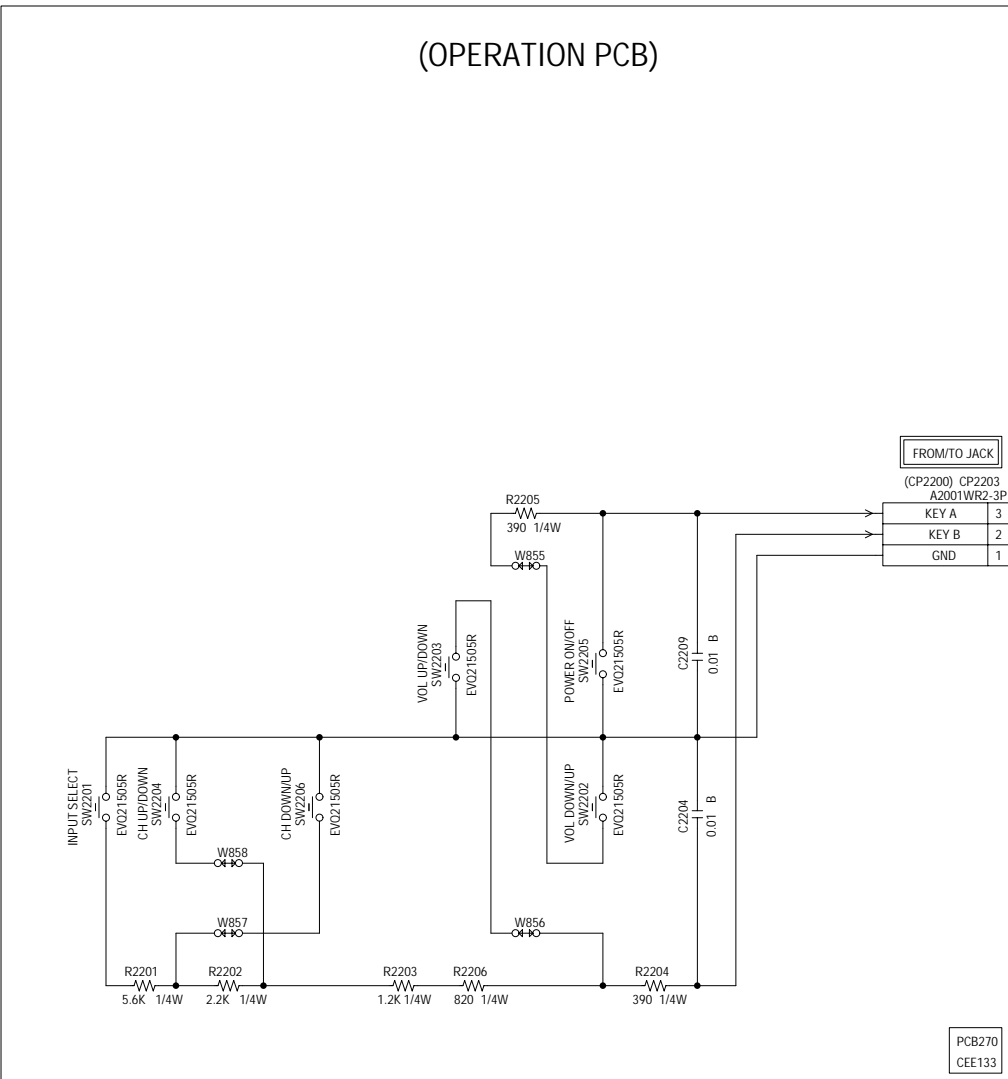 (OPERATION PCB)
FROM/TO JACK
(CP2200) CP2203
A2001WR2-3P
KEY A 3
KEY B 2
GND 1
R2205
390 1/4W
W855
VOL UP/DOWN
SW2203
EVQ21505R
POWER ON/OFF
SW2205
EVQ21505R
C2209
0.01 B
INPUT SELECT
SW2201
EVQ21505R
CH UP/DOWN
SW2204
EVQ21505R
CH DOWN/UP
SW2206
EVQ21505R
VOL DOWN/UP
SW2202
EVQ21505R
C2204
0.01 B
W858
W857
W856
R2201
5.6K 1/4W
R2202
2.2K 1/4W
R2203
1.2K 1/4W
R2206
820 1/4W
R2204
390 1/4W
PCB270
CEE133